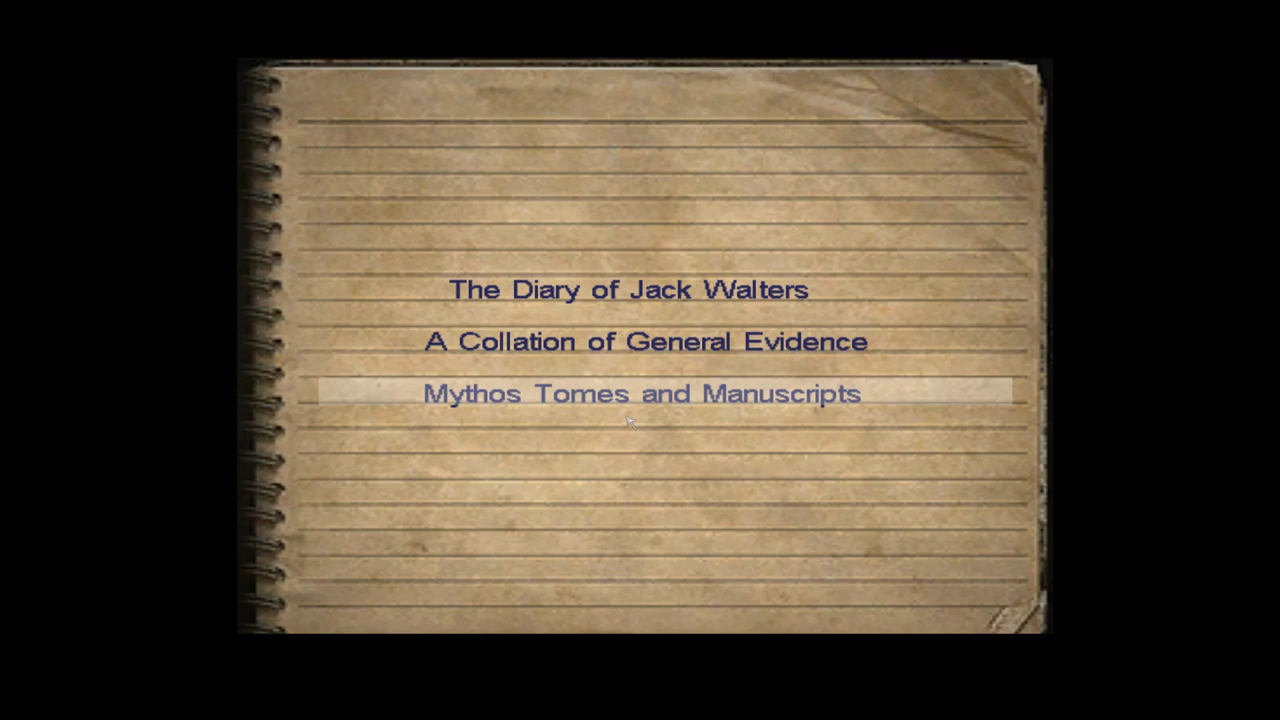 The Diary of Jack Walters
A Collation of General Evidence
Mythos Tomes and Manuscripts